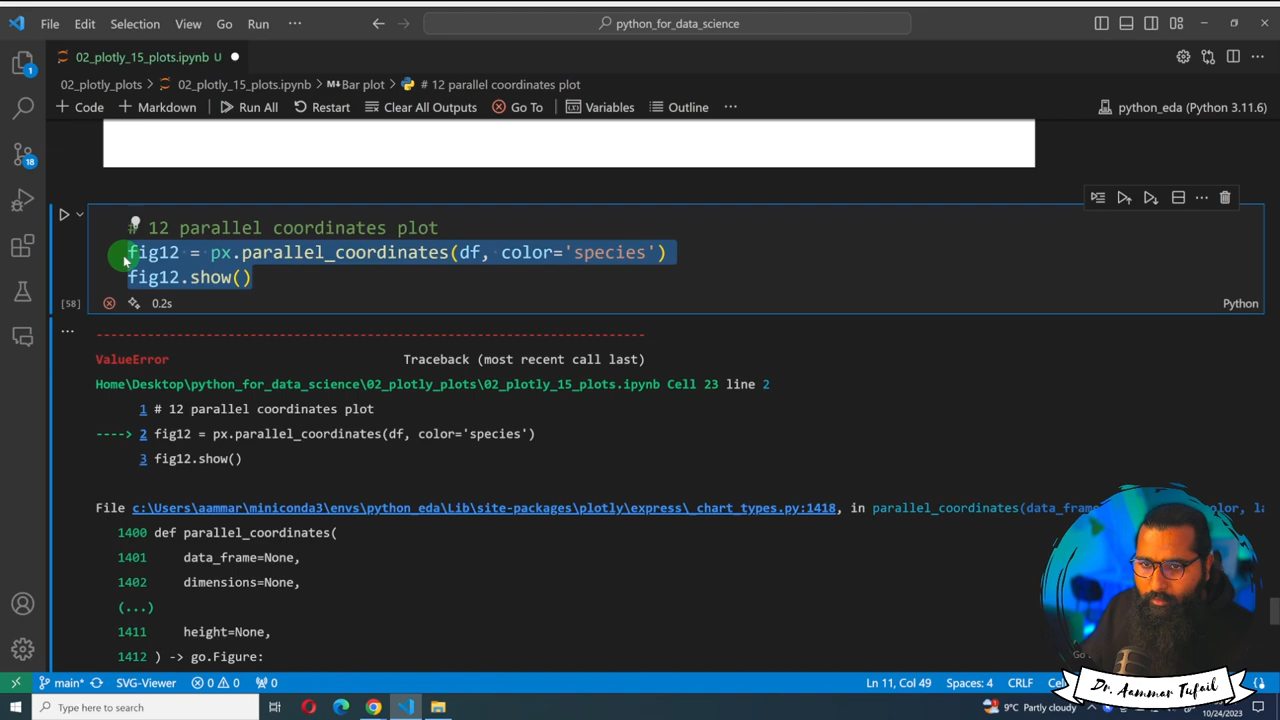 File Edit Selection View Go Run ··· python_for_data_science
02_plotly_15_plots.ipynb U
02_plotly_plots > 02_plotly_15_plots.ipynb > Bar plot > # 12 parallel coordinates plot
+ Code + Markdown Run All Restart Clear All Outputs Go To Variables Outline ··· python_eda (Python 3.11.6)
# 12 parallel coordinates plot
fig12 = px.parallel_coordinates(df, color='species')
fig12.show()
[58] 0.2s Python
---------------------------------------------------------------------------
ValueError Traceback (most recent call last)
Home\Desktop\python_for_data_science\02_plotly_plots\02_plotly_15_plots.ipynb Cell 23 line 2
1 # 12 parallel coordinates plot
----> 2 fig12 = px.parallel_coordinates(df, color='species')
3 fig12.show()
File c:\Users\aammar\miniconda3\envs\python_eda\Lib\site-packages\plotly\express\_chart_types.py:1418, in parallel_coordinates(data_frame
1400 def parallel_coordinates(
1401 data_frame=None,
1402 dimensions=None,
(...)
1411 height=None,
1412 ) -> go.Figure:
1
18
main* SVG-Viewer 0 0 0 Ln 11, Col 49 Spaces: 4 CRLF
Dr. Aammar Tufail
Type here to search 9°C Partly cloudy 10/24/2023